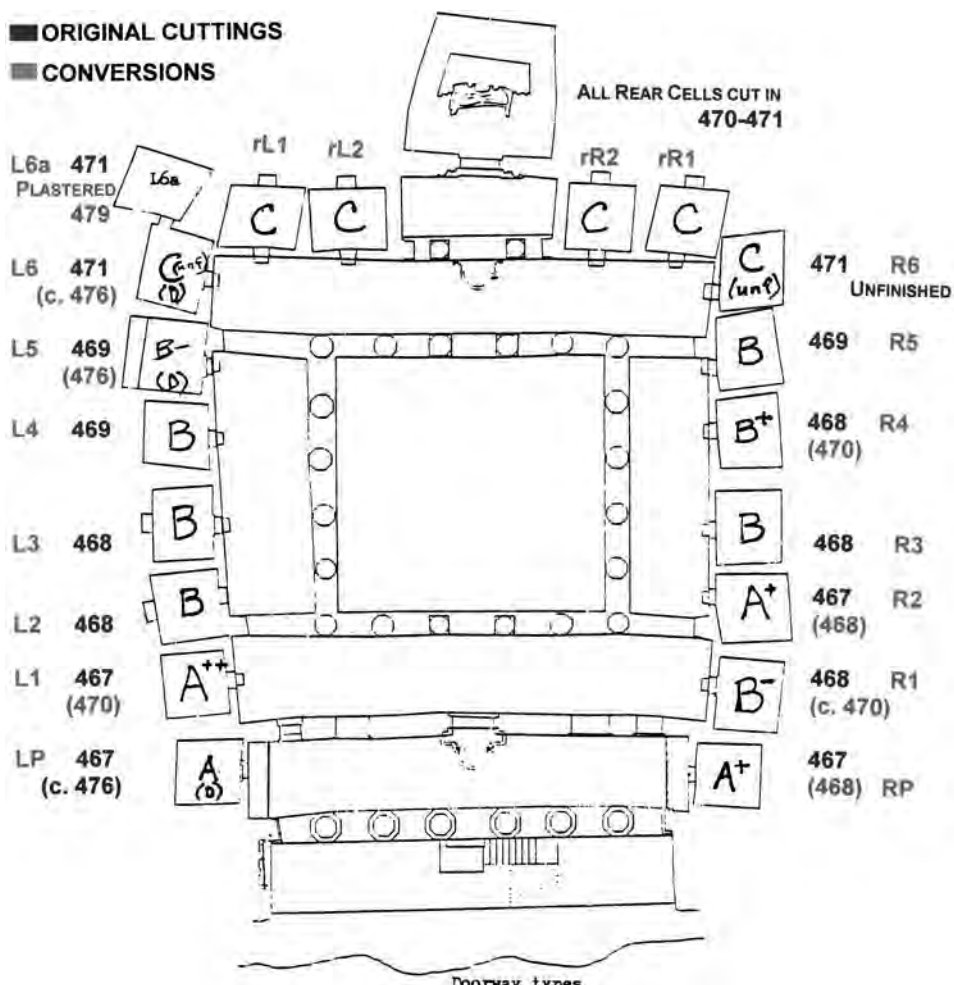 ORIGINAL CUTTINGS
CONVERSIONS
ALL REAR CELLS CUT IN
470-471
rL1 rL2 rR2 rR1
L6a 471
PLASTERED
479
L6a
C C C C
L6 471
(c. 476)
C (unf)
(D)
C
(unf)
471 R6
UNFINISHED
L5 469
(476)
B-
(D)
B
469 R5
L4 469
B
B+
468 R4
(470)
L3 468
B
B
468 R3
L2 468
B
A+
467 R2
(468)
L1 467
(470)
A++
B-
468 R1
(c. 470)
LP 467
(c. 476)
A
(D)
A+
467
(468) RP
Doorway types